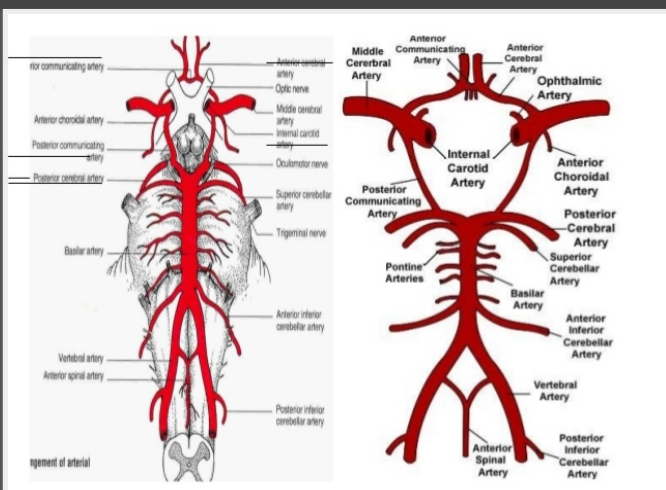 rior communicating artery
Anterior choroidal artery
Posterior communicating
artery
Posterior cerebral artery
Basilar artery
Vertebral artery
Anterior spinal artery
ngement of arterial
Anterior cerebral
artery
Optic nerve
Middle cerebral
artery
Internal carotid
artery
Oculomotor nerve
Superior cerebellar
artery
Trigeminal nerve
Anterior inferior
cerebellar artery
Posterior inferior
cerebellar artery
Middle
Cererbral
Artery
Anterior
Communicating
Artery
Anterior
Cerebral
Artery
Ophthalmic
Artery
Internal
Carotid
Artery
Anterior
Choroidal
Artery
Posterior
Communicating
Artery
Posterior
Cerebral
Artery
Superior
Cerebellar
Artery
Pontine
Arteries
Basilar
Artery
Anterior
Inferior
Cerebellar
Artery
Vertebral
Artery
Anterior
Spinal
Artery
Posterior
Inferior
Cerebellar
Artery